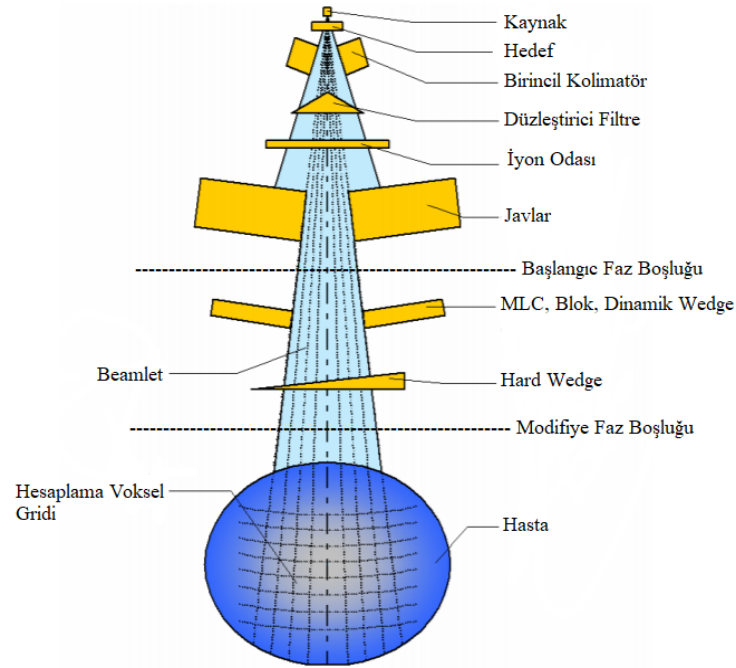 Kaynak
Hedef
Birincil Kolimatör
Düzleştirici Filtre
İyon Odası
Javlar
Başlangıc Faz Boşluğu
MLC, Blok, Dinamik Wedge
Beamlet
Hard Wedge
Modifiye Faz Boşluğu
Hesaplama Voksel
Gridi
Hasta